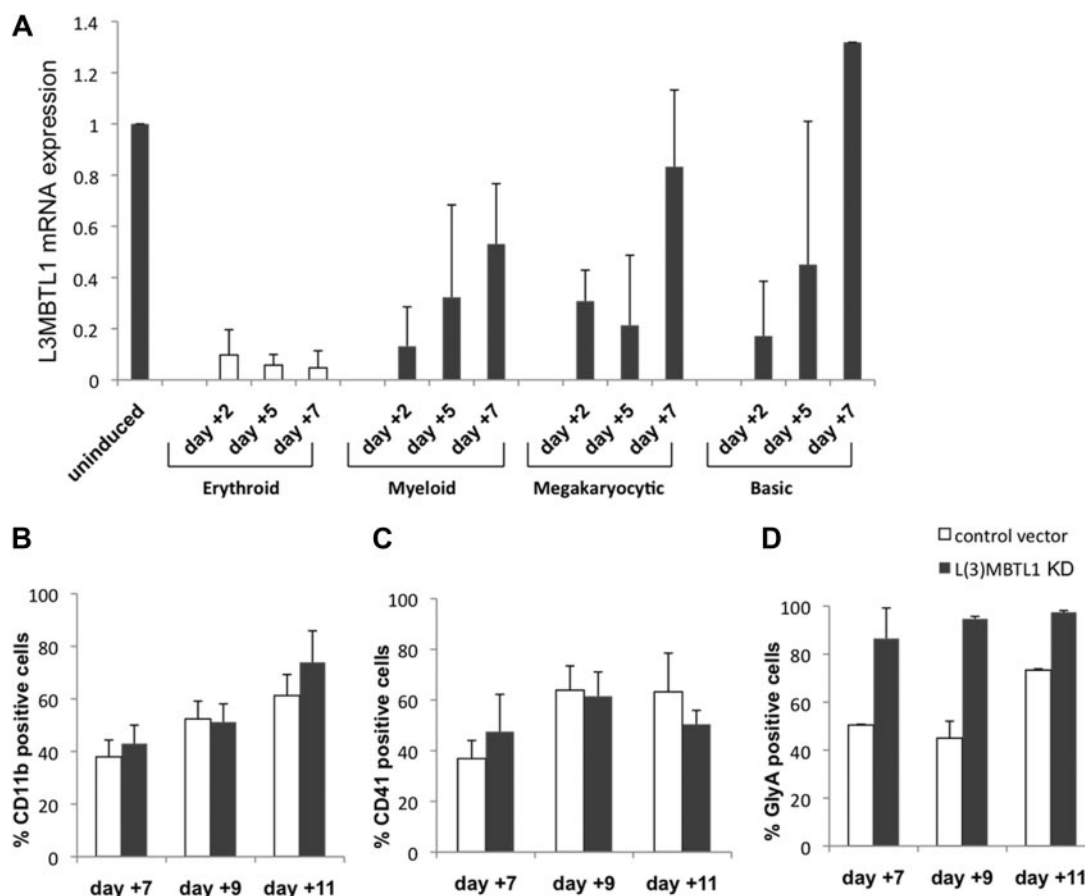 A
L3MBTL1 mRNA expression
1.4
1.2
1
0.8
0.6
0.4
0.2
0
uninduced
day +2
day +5
day +7
day +2
day +5
day +7
day +2
day +5
day +7
day +2
day +5
day +7
Erythroid
Myeloid
Megakaryocytic
Basic
B
% CD11b positive cells
100
80
60
40
20
0
day +7
day +9
day +11
C
% CD41 positive cells
100
80
60
40
20
0
day +7
day +9
day +11
D
control vector
L(3)MBTL1 KD
% GlyA positive cells
100
80
60
40
20
0
day +7
day +9
day +11